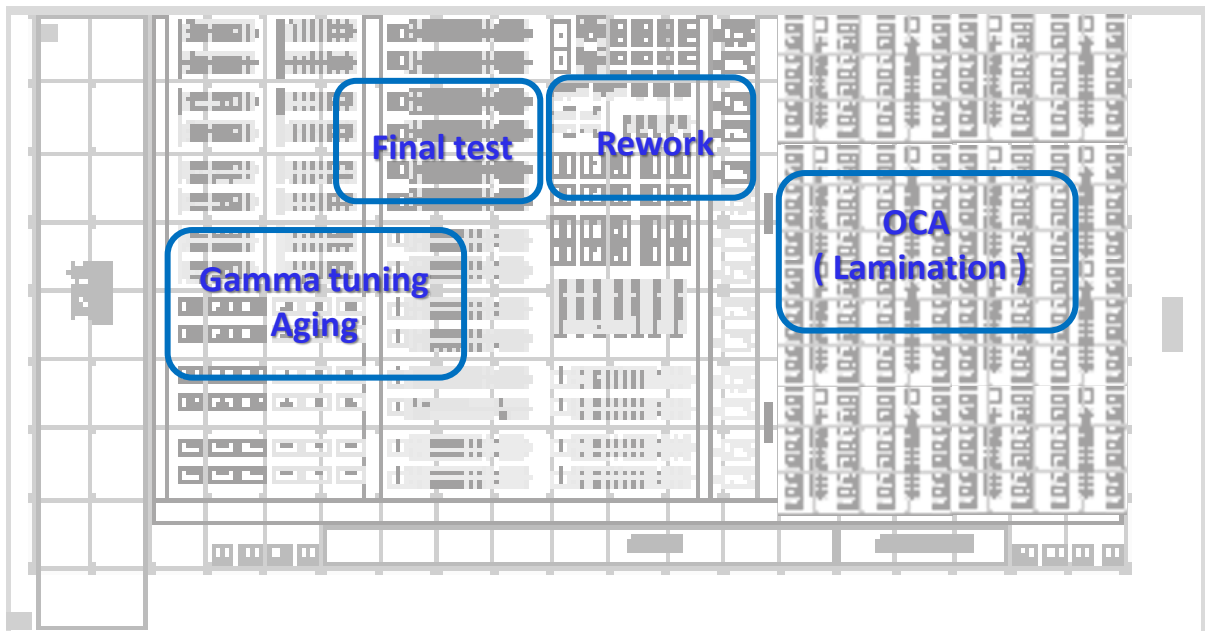 Final test
Rework
OCA
( Lamination )
Gamma tuning
Aging